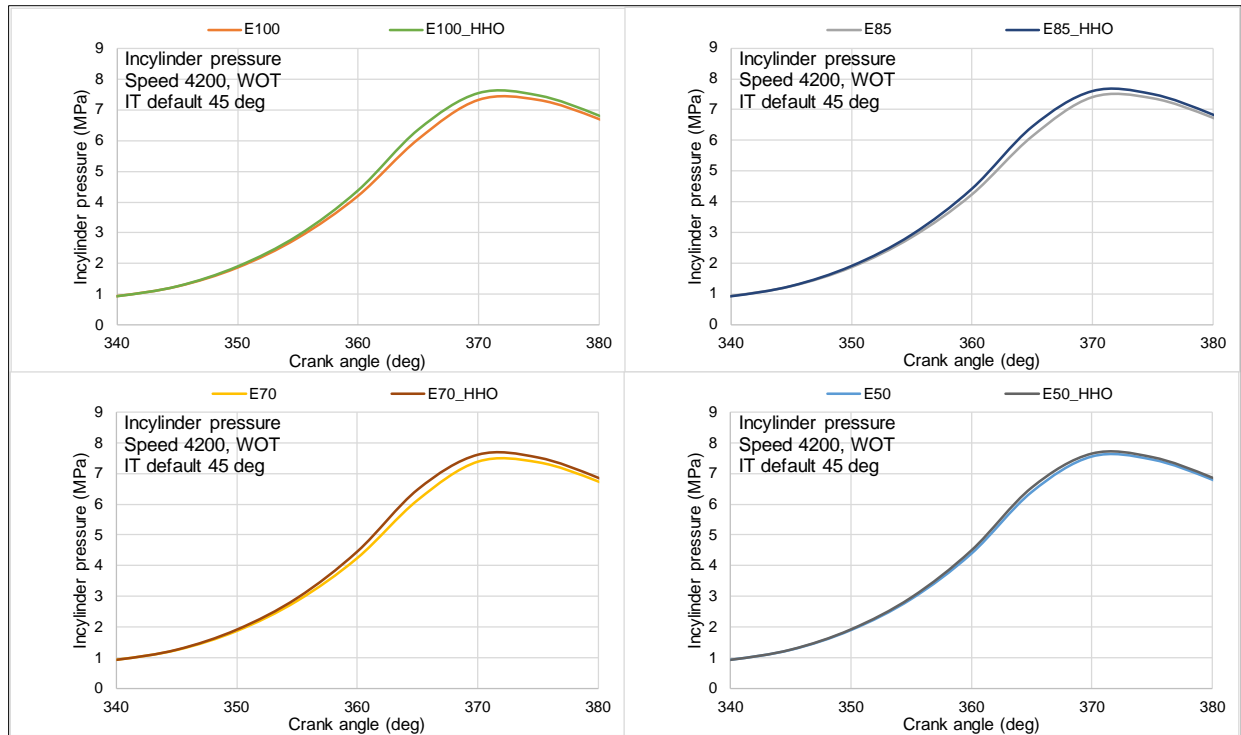 E100 E100_HHO
Incylinder pressure
Speed 4200, WOT
IT default 45 deg
Incylinder pressure (MPa)
9
8
7
6
5
4
3
2
1
0
340 350 360 370 380
Crank angle (deg)
E85 E85_HHO
Incylinder pressure
Speed 4200, WOT
IT default 45 deg
Incylinder pressure (MPa)
9
8
7
6
5
4
3
2
1
0
340 350 360 370 380
Crank angle (deg)
E70 E70_HHO
Incylinder pressure
Speed 4200, WOT
IT default 45 deg
Incylinder pressure (MPa)
9
8
7
6
5
4
3
2
1
0
340 350 360 370 380
Crank angle (deg)
E50 E50_HHO
Incylinder pressure
Speed 4200, WOT
IT default 45 deg
Incylinder pressure (MPa)
9
8
7
6
5
4
3
2
1
0
340 350 360 370 380
Crank angle (deg)